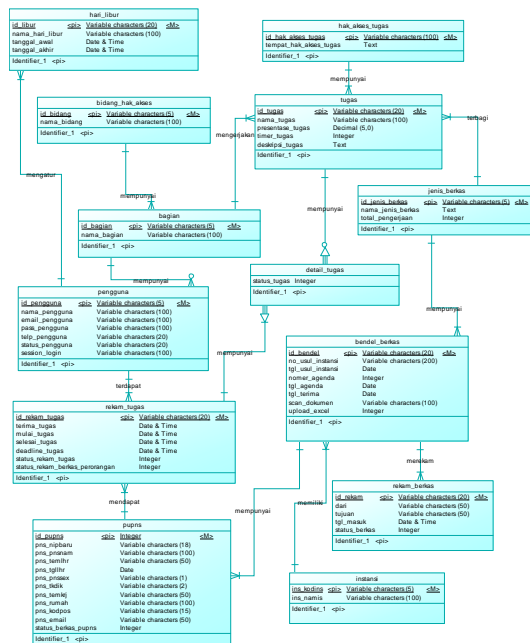 hari_libur
id_libur <pi> Variable characters (20) <M>
nama_hari_libur Variable characters (100)
tanggal_awal Date & Time
tanggal_akhir Date & Time
Identifier_1 <pi>
hak_akses_tugas
id_hak_akses_tugas <pi> Variable characters (100) <M>
tempat_hak_akses_tugas Text
Identifier_1 <pi>
mempunyai
bidang_hak_akses
id_bidang <pi> Variable characters (5) <M>
nama_bidang Variable characters (100)
Identifier_1 <pi>
tugas
id_tugas <pi> Variable characters (20) <M>
nama_tugas Variable characters (100)
presentase_tugas Decimal (5,0)
timer_tugas Integer
deskripsi_tugas Text
Identifier_1 <pi>
mengerjakan
terbagi
mengatur
mempunyai
jenis_berkas
id_jenis_berkas <pi> Variable characters (5) <M>
nama_jenis_berkas Text
total_pengerjaan Integer
Identifier_1 <pi>
bagian
id_bagian <pi> Variable characters (5) <M>
nama_bagian Variable characters (100)
Identifier_1 <pi>
mempunyai
detail_tugas
status_tugas Integer
Identifier_1 <pi>
mempunyai
pengguna
id_pengguna <pi> Variable characters (5) <M>
nama_pengguna Variable characters (100)
email_pengguna Variable characters (100)
pass_pengguna Variable characters (100)
telp_pengguna Variable characters (20)
status_pengguna Variable characters (20)
session_login Variable characters (100)
Identifier_1 <pi>
mempunyai
mempunyai
bendel_berkas
id_bendel <pi> Variable characters (20) <M>
no_usul_instansi Variable characters (200)
tgl_usul_instansi Date
nomer_agenda Integer
tgl_agenda Date
tgl_terima Date
scan_dokumen Variable characters (100)
upload_excel Integer
Identifier_1 <pi>
terdapat
rekam_tugas
id_rekam_tugas <pi> Variable characters (20) <M>
terima_tugas Date & Time
mulai_tugas Date & Time
selesai_tugas Date & Time
deadline_tugas Date & Time
status_rekam_tugas Integer
status_rekam_berkas_perorangan Integer
Identifier_1 <pi>
merekam
rekam_berkas
id_rekam <pi> Variable characters (20) <M>
dari Variable characters (50)
tujuan Variable characters (50)
tgl_masuk Date & Time
status_berkas Integer
Identifier_1 <pi>
mendapat
mempunyai
memiliki
pupns
id_pupns <pi> Integer <M>
pns_nipbaru Variable characters (18)
pns_pnsnam Variable characters (100)
pns_temlhr Variable characters (50)
pns_tgllhr Date
pns_pnssex Variable characters (1)
pns_tkdik Variable characters (2)
pns_temkrj Variable characters (50)
pns_rumah Variable characters (100)
pns_kodpos Variable characters (15)
pns_email Variable characters (50)
status_berkas_pupns Integer
Identifier_1 <pi>
instansi
ins_kodins <pi> Variable characters (5) <M>
ins_namis Variable characters (100)
Identifier_1 <pi>